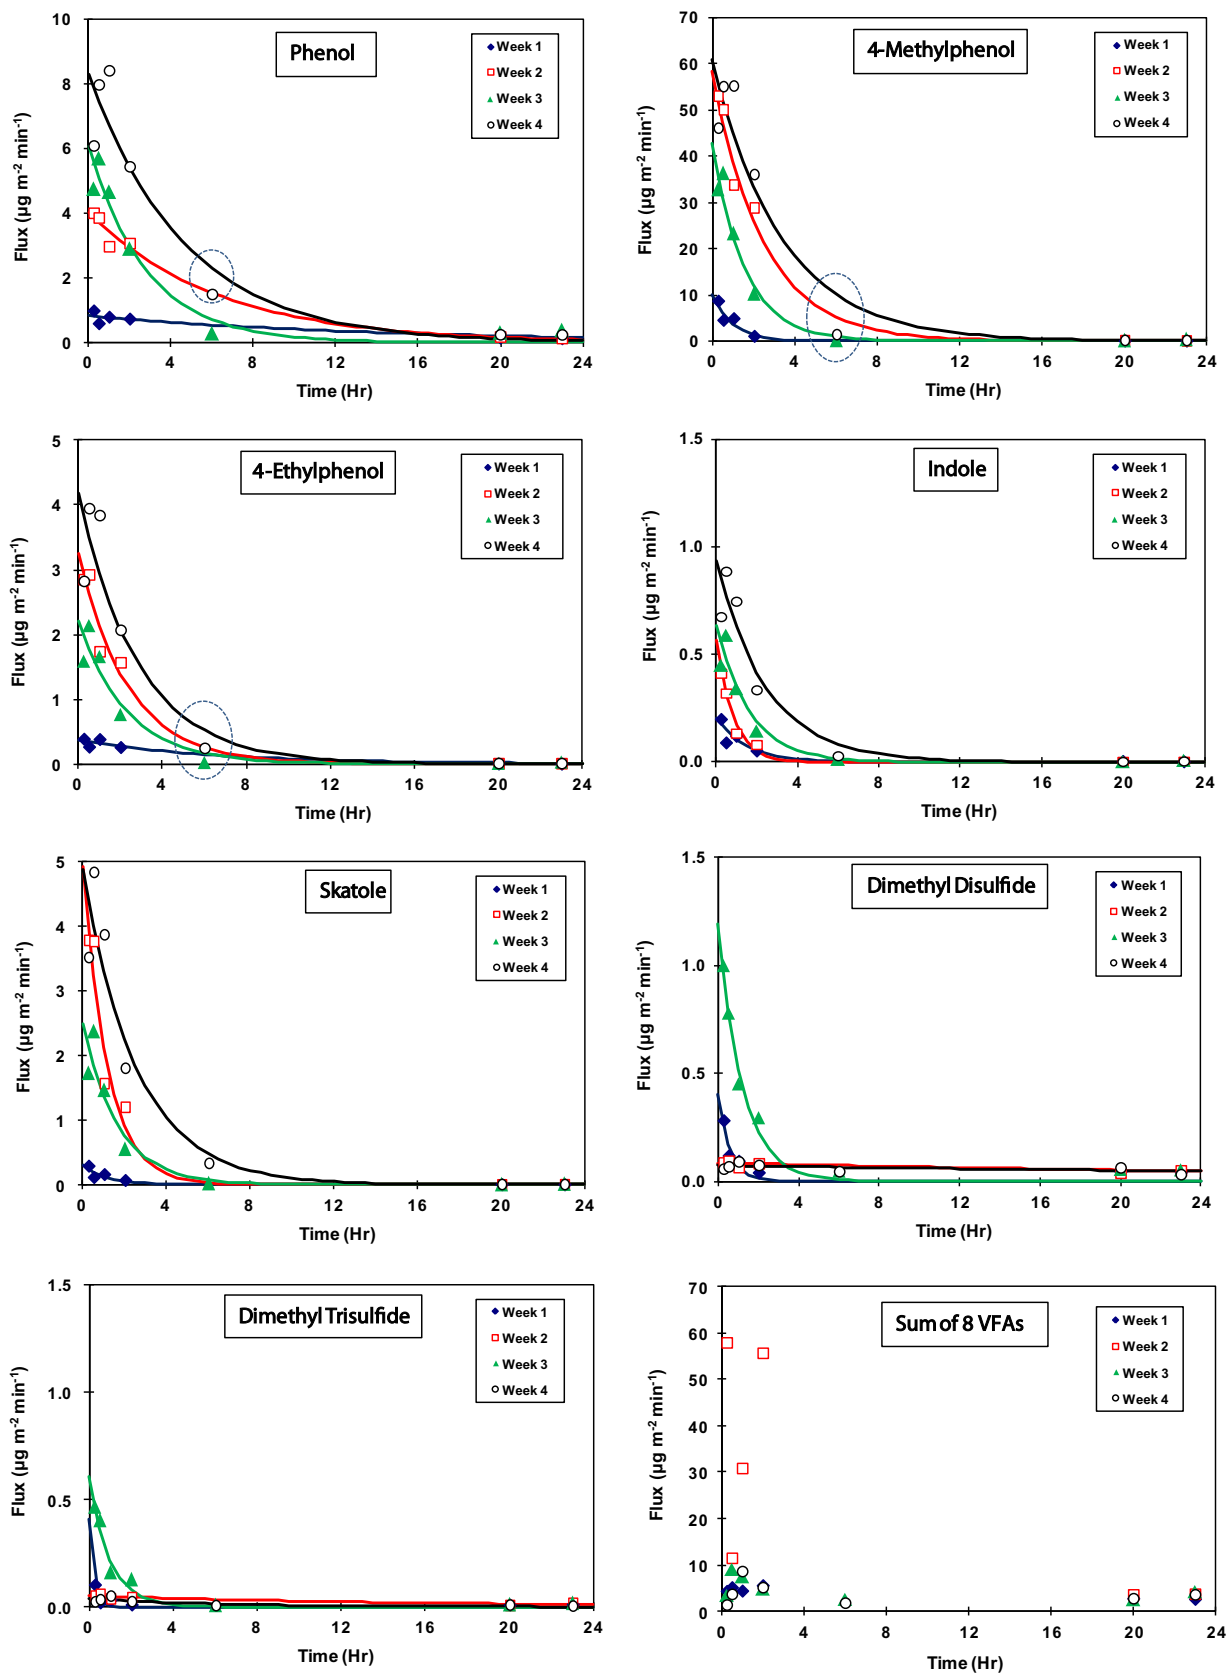 Phenol
Week 1
Week 2
Week 3
Week 4
10
8
6
4
2
0
Flux (µg m-2 min-1)
0 4 8 12 16 20 24
Time (Hr)
4-Methylphenol
Week 1
Week 2
Week 3
Week 4
70
60
50
40
30
20
10
0
Flux (µg m-2 min-1)
0 4 8 12 16 20 24
Time (Hr)
4-Ethylphenol
Week 1
Week 2
Week 3
Week 4
5
4
3
2
1
0
Flux (µg m-2 min-1)
0 4 8 12 16 20 24
Time (Hr)
Indole
Week 1
Week 2
Week 3
Week 4
1.5
1.0
0.5
0.0
Flux (µg m-2 min-1)
0 4 8 12 16 20 24
Time (Hr)
Skatole
Week 1
Week 2
Week 3
Week 4
5
4
3
2
1
0
Flux (µg m-2 min-1)
0 4 8 12 16 20 24
Time (Hr)
Dimethyl Disulfide
Week 1
Week 2
Week 3
Week 4
1.5
1.0
0.5
0.0
Flux (µg m-2 min-1)
0 4 8 12 16 20 24
Time (Hr)
Dimethyl Trisulfide
Week 1
Week 2
Week 3
Week 4
1.5
1.0
0.5
0.0
Flux (µg m-2 min-1)
0 4 8 12 16 20 24
Time (Hr)
Sum of 8 VFAs
Week 1
Week 2
Week 3
Week 4
70
60
50
40
30
20
10
0
Flux (µg m-2 min-1)
0 4 8 12 16 20 24
Time (Hr)